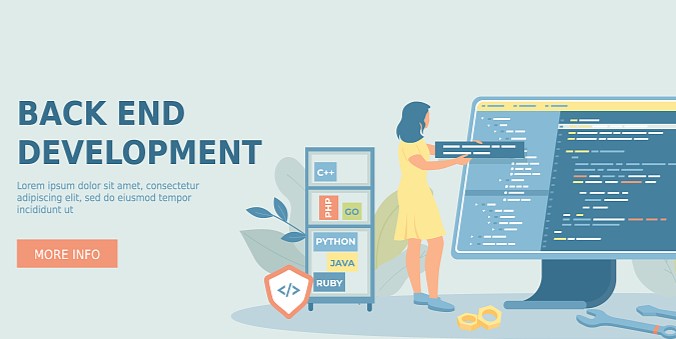 BACK END
DEVELOPMENT
Lorem ipsum dolor sit amet, consectetur
adipiscing elit, sed do eiusmod tempor
incididunt ut
MORE INFO
C++
PHP
GO
PYTHON
JAVA
RUBY
</>